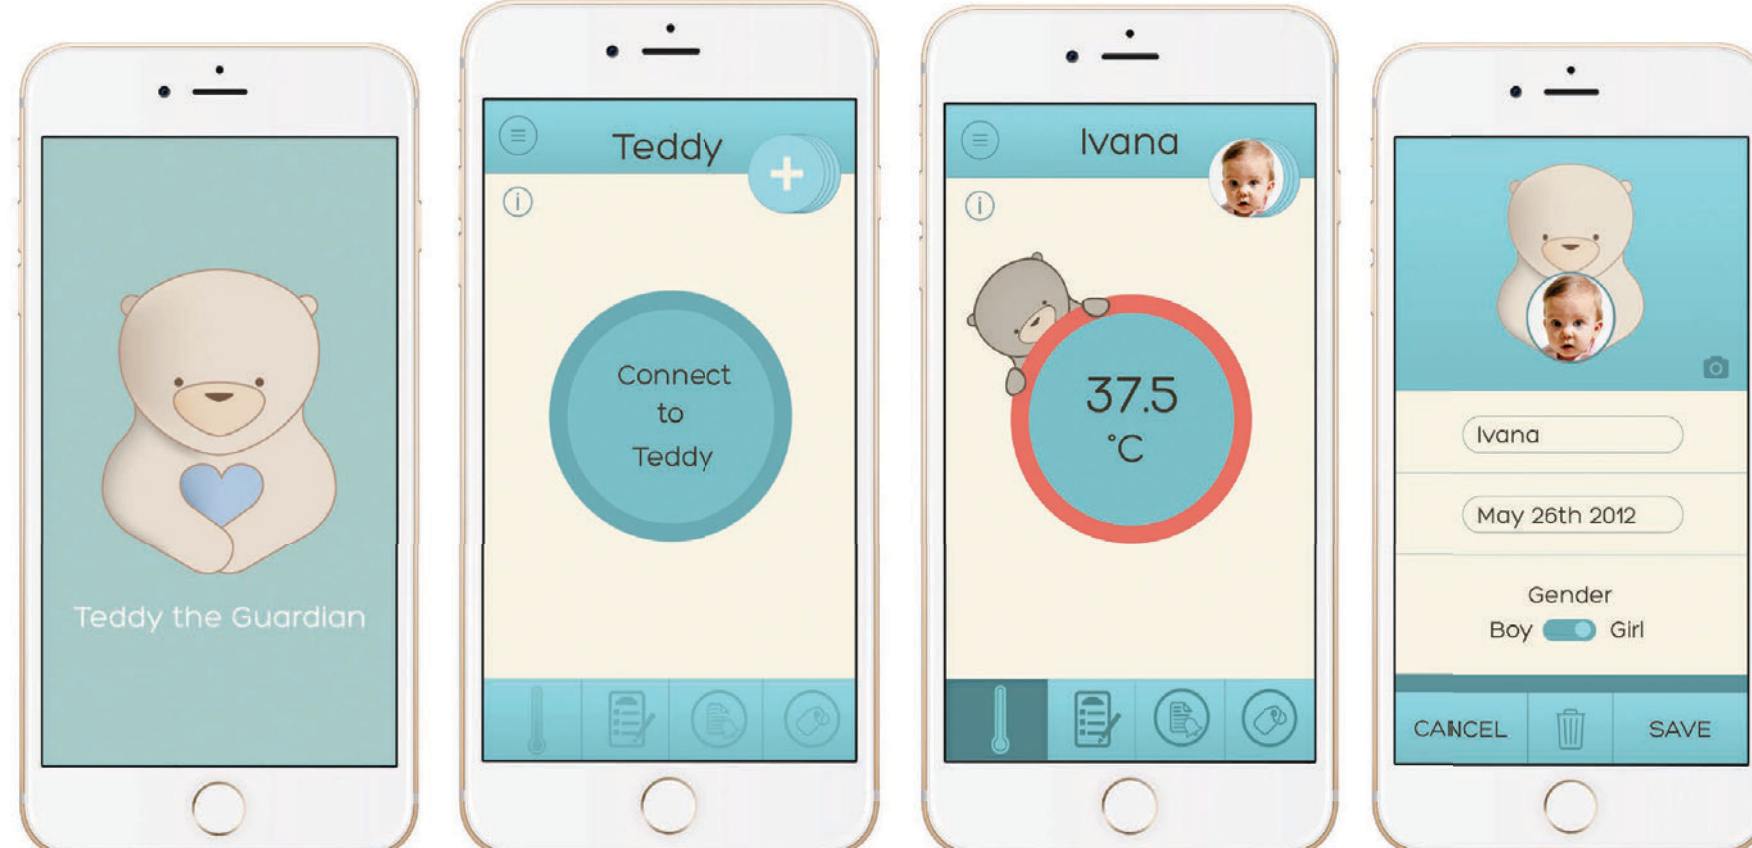 Teddy the Guardian
Teddy
Connect
to
Teddy
Ivana
37.5
°C
Ivana
May 26th 2012
Gender
Boy Girl
CANCEL SAVE